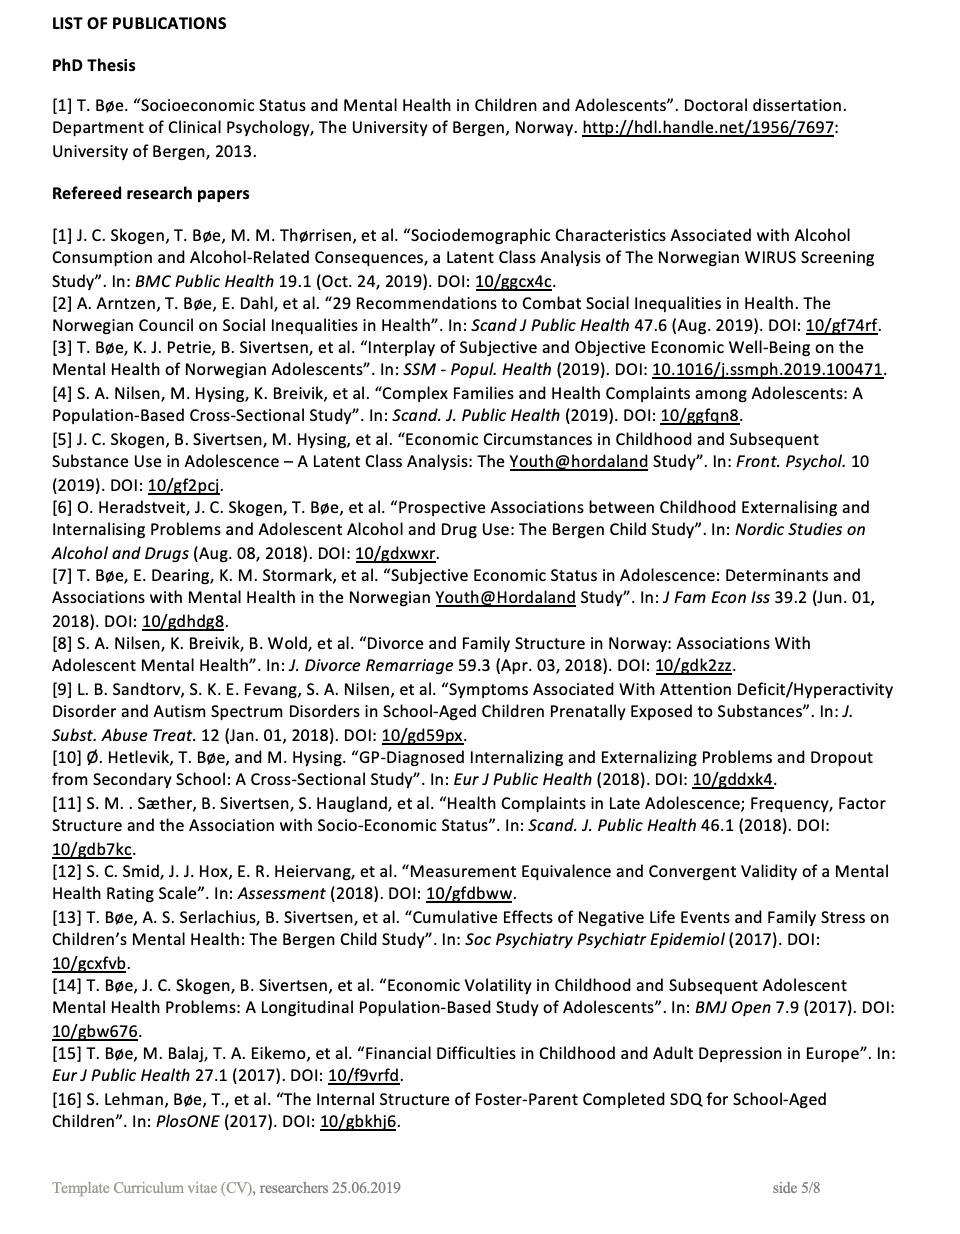 LIST OF PUBLICATIONS
PhD Thesis
[1] T. Bøe. “Socioeconomic Status and Mental Health in Children and Adolescents”. Doctoral dissertation.
Department of Clinical Psychology, The University of Bergen, Norway. http://hdl.handle.net/1956/7697:
University of Bergen, 2013.
Refereed research papers
[1] J. C. Skogen, T. Bøe, M. M. Thørrisen, et al. “Sociodemographic Characteristics Associated with Alcohol
Consumption and Alcohol-Related Consequences, a Latent Class Analysis of The Norwegian WIRUS Screening
Study”. In: BMC Public Health 19.1 (Oct. 24, 2019). DOI: 10/ggcx4c.
[2] A. Arntzen, T. Bøe, E. Dahl, et al. “29 Recommendations to Combat Social Inequalities in Health. The
Norwegian Council on Social Inequalities in Health”. In: Scand J Public Health 47.6 (Aug. 2019). DOI: 10/gf74rf.
[3] T. Bøe, K. J. Petrie, B. Sivertsen, et al. “Interplay of Subjective and Objective Economic Well-Being on the
Mental Health of Norwegian Adolescents”. In: SSM - Popul. Health (2019). DOI: 10.1016/j.ssmph.2019.100471.
[4] S. A. Nilsen, M. Hysing, K. Breivik, et al. “Complex Families and Health Complaints among Adolescents: A
Population-Based Cross-Sectional Study”. In: Scand. J. Public Health (2019). DOI: 10/ggfqn8.
[5] J. C. Skogen, B. Sivertsen, M. Hysing, et al. “Economic Circumstances in Childhood and Subsequent
Substance Use in Adolescence – A Latent Class Analysis: The Youth@hordaland Study”. In: Front. Psychol. 10
(2019). DOI: 10/gf2pcj.
[6] O. Heradstveit, J. C. Skogen, T. Bøe, et al. “Prospective Associations between Childhood Externalising and
Internalising Problems and Adolescent Alcohol and Drug Use: The Bergen Child Study”. In: Nordic Studies on
Alcohol and Drugs (Aug. 08, 2018). DOI: 10/gdxwxr.
[7] T. Bøe, E. Dearing, K. M. Stormark, et al. “Subjective Economic Status in Adolescence: Determinants and
Associations with Mental Health in the Norwegian Youth@Hordaland Study”. In: J Fam Econ Iss 39.2 (Jun. 01,
2018). DOI: 10/gdhdg8.
[8] S. A. Nilsen, K. Breivik, B. Wold, et al. “Divorce and Family Structure in Norway: Associations With
Adolescent Mental Health”. In: J. Divorce Remarriage 59.3 (Apr. 03, 2018). DOI: 10/gdk2zz.
[9] L. B. Sandtorv, S. K. E. Fevang, S. A. Nilsen, et al. “Symptoms Associated With Attention Deficit/Hyperactivity
Disorder and Autism Spectrum Disorders in School-Aged Children Prenatally Exposed to Substances”. In: J.
Subst. Abuse Treat. 12 (Jan. 01, 2018). DOI: 10/gd59px.
[10] Ø. Hetlevik, T. Bøe, and M. Hysing. “GP-Diagnosed Internalizing and Externalizing Problems and Dropout
from Secondary School: A Cross-Sectional Study”. In: Eur J Public Health (2018). DOI: 10/gddxk4.
[11] S. M. . Sæther, B. Sivertsen, S. Haugland, et al. “Health Complaints in Late Adolescence; Frequency, Factor
Structure and the Association with Socio-Economic Status”. In: Scand. J. Public Health 46.1 (2018). DOI:
10/gdb7kc.
[12] S. C. Smid, J. J. Hox, E. R. Heiervang, et al. “Measurement Equivalence and Convergent Validity of a Mental
Health Rating Scale”. In: Assessment (2018). DOI: 10/gfdbww.
[13] T. Bøe, A. S. Serlachius, B. Sivertsen, et al. “Cumulative Effects of Negative Life Events and Family Stress on
Children’s Mental Health: The Bergen Child Study”. In: Soc Psychiatry Psychiatr Epidemiol (2017). DOI:
10/gcxfvb.
[14] T. Bøe, J. C. Skogen, B. Sivertsen, et al. “Economic Volatility in Childhood and Subsequent Adolescent
Mental Health Problems: A Longitudinal Population-Based Study of Adolescents”. In: BMJ Open 7.9 (2017). DOI:
10/gbw676.
[15] T. Bøe, M. Balaj, T. A. Eikemo, et al. “Financial Difficulties in Childhood and Adult Depression in Europe”. In:
Eur J Public Health 27.1 (2017). DOI: 10/f9vrfd.
[16] S. Lehman, Bøe, T., et al. “The Internal Structure of Foster-Parent Completed SDQ for School-Aged
Children”. In: PlosONE (2017). DOI: 10/gbkhj6.
Template Curriculum vitae (CV), researchers 25.06.2019 side 5/8